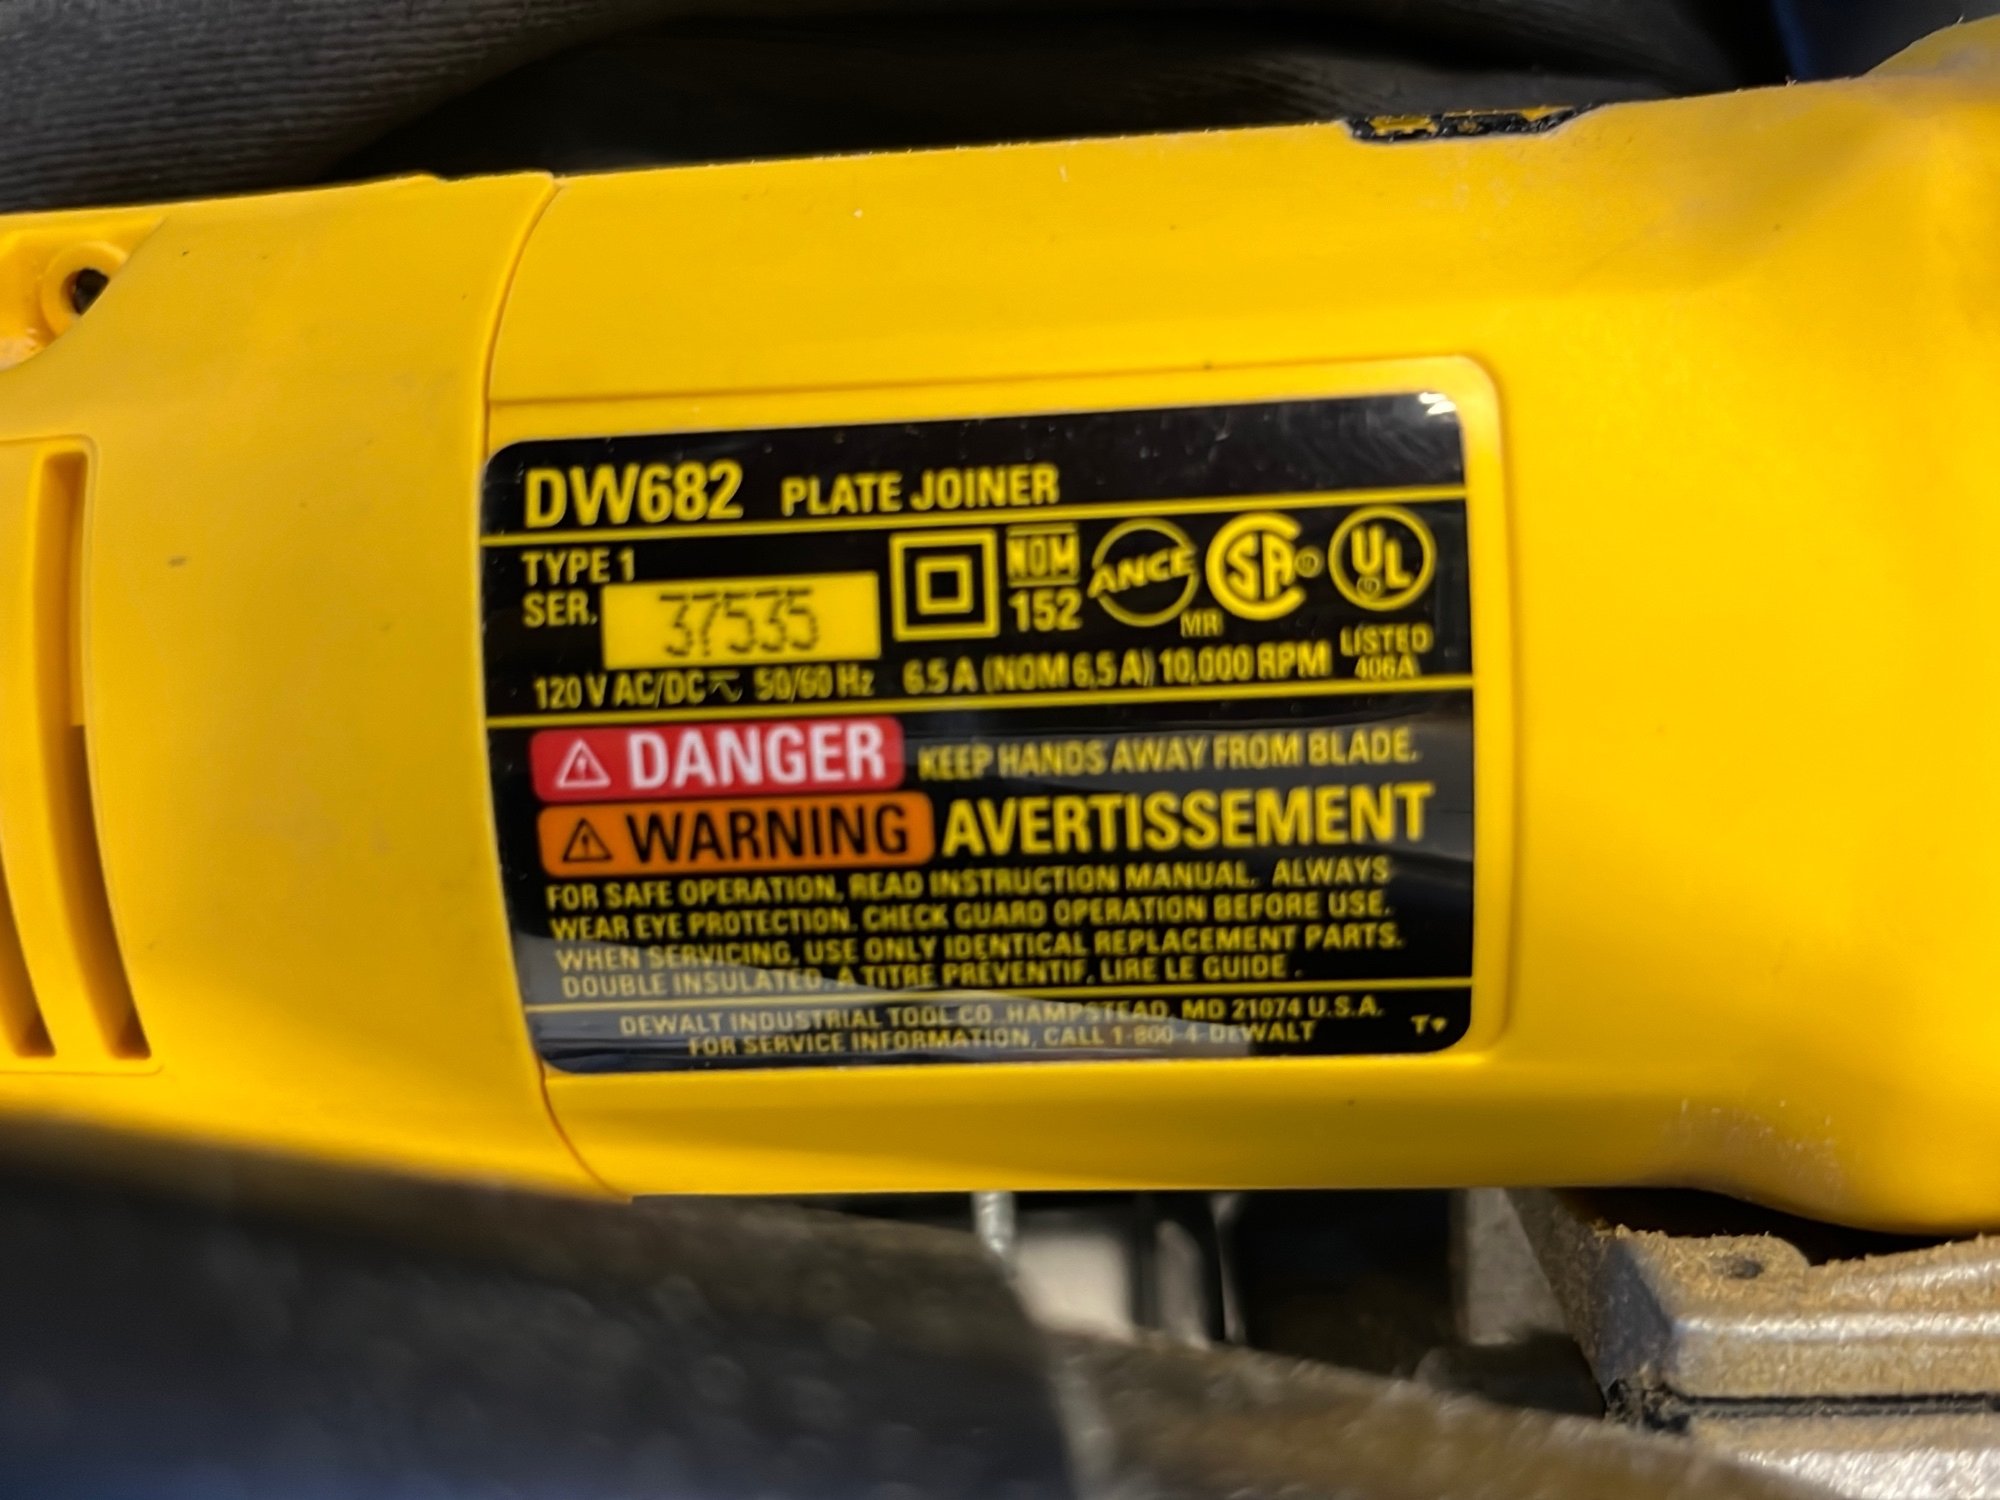 DW682 PLATE JOINER
TYPE 1
SER. 37535
NOM 152
ANCE MR
SA
UL LISTED 406A
120 V AC/DC 50/60 Hz 6.5 A (NOM 6,5 A) 10,000 RPM
DANGER KEEP HANDS AWAY FROM BLADE.
WARNING AVERTISSEMENT
FOR SAFE OPERATION, READ INSTRUCTION MANUAL. ALWAYS
WEAR EYE PROTECTION. CHECK GUARD OPERATION BEFORE USE.
WHEN SERVICING, USE ONLY IDENTICAL REPLACEMENT PARTS.
DOUBLE INSULATED. A TITRE PRÉVENTIF, LIRE LE GUIDE.
DEWALT INDUSTRIAL TOOL CO. HAMPSTEAD, MD 21074 U.S.A.
FOR SERVICE INFORMATION, CALL 1-800-4-DEWALT